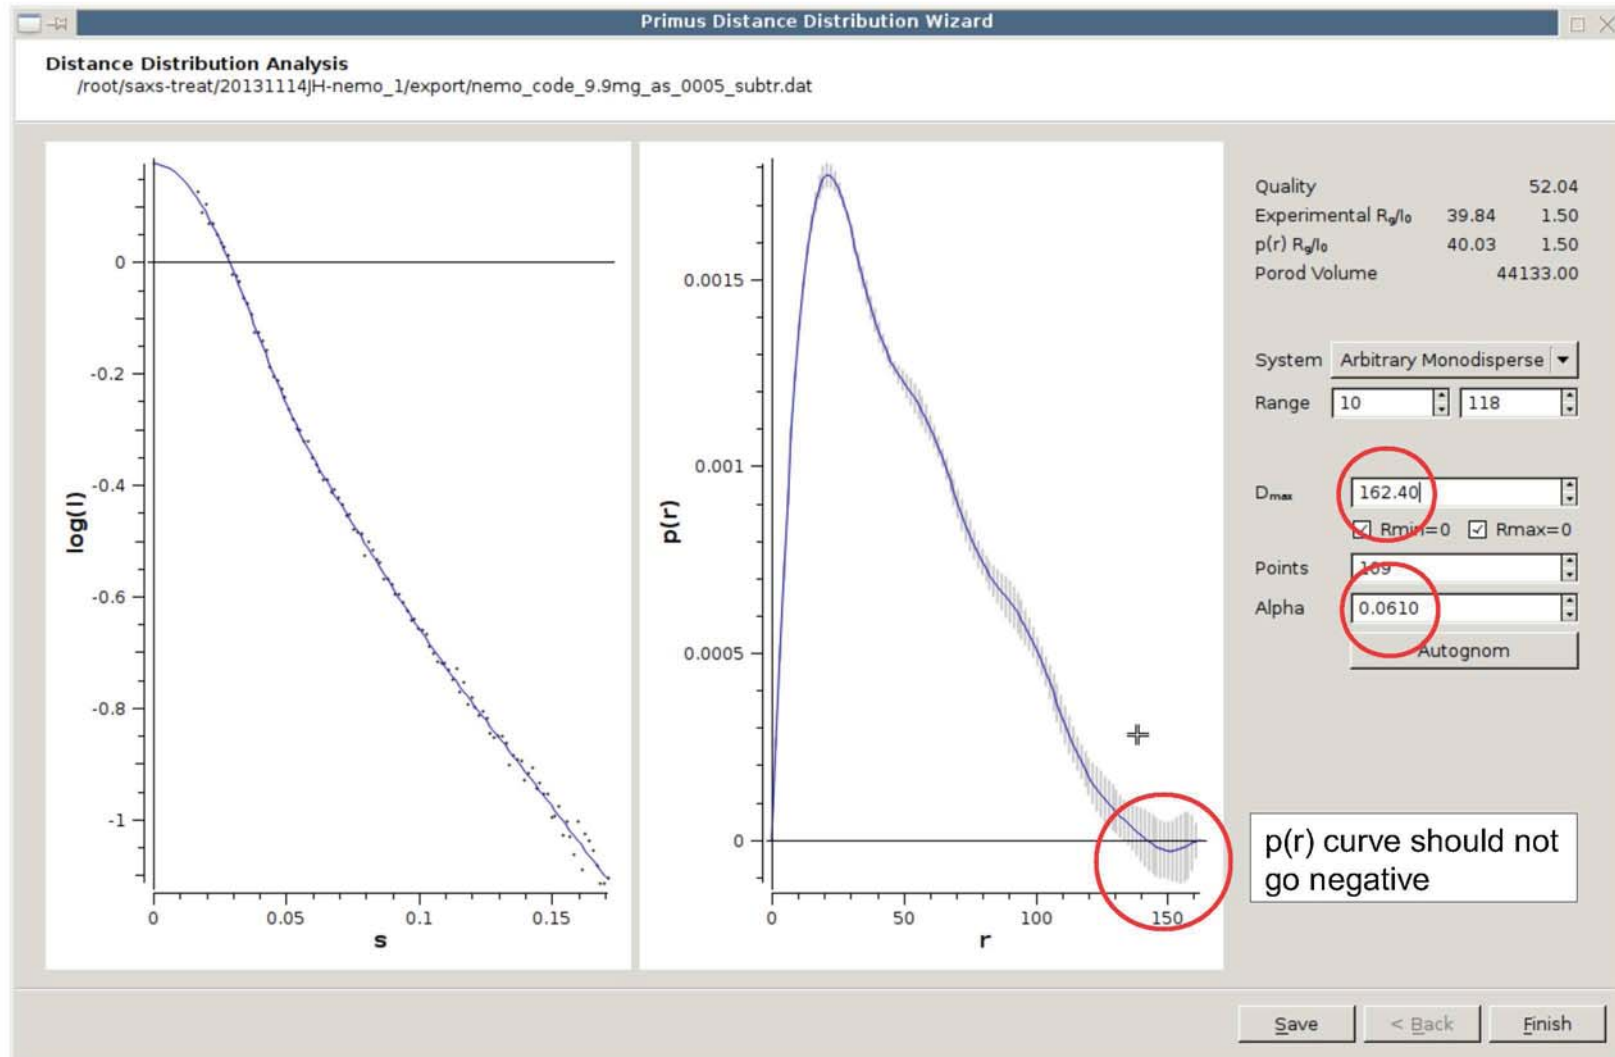 Primus Distance Distribution Wizard
Distance Distribution Analysis
/root/saxs-treat/20131114JH-nemo_1/export/nemo_code_9.9mg_as_0005_subtr.dat
0
-0.2
-0.4
-0.6
-0.8
-1
log(I)
0 0.05 0.1 0.15
s
0.0015
0.001
0.0005
0
p(r)
0 50 100 150
r
Quality 52.04
Experimental Rg/I0 39.84 1.50
p(r) Rg/I0 40.03 1.50
Porod Volume 44133.00
System Arbitrary Monodisperse
Range 10 118
Dmax 162.40
Rmin=0 Rmax=0
Points 109
Alpha 0.0610
Autognom
p(r) curve should not
go negative
Save < Back Finish